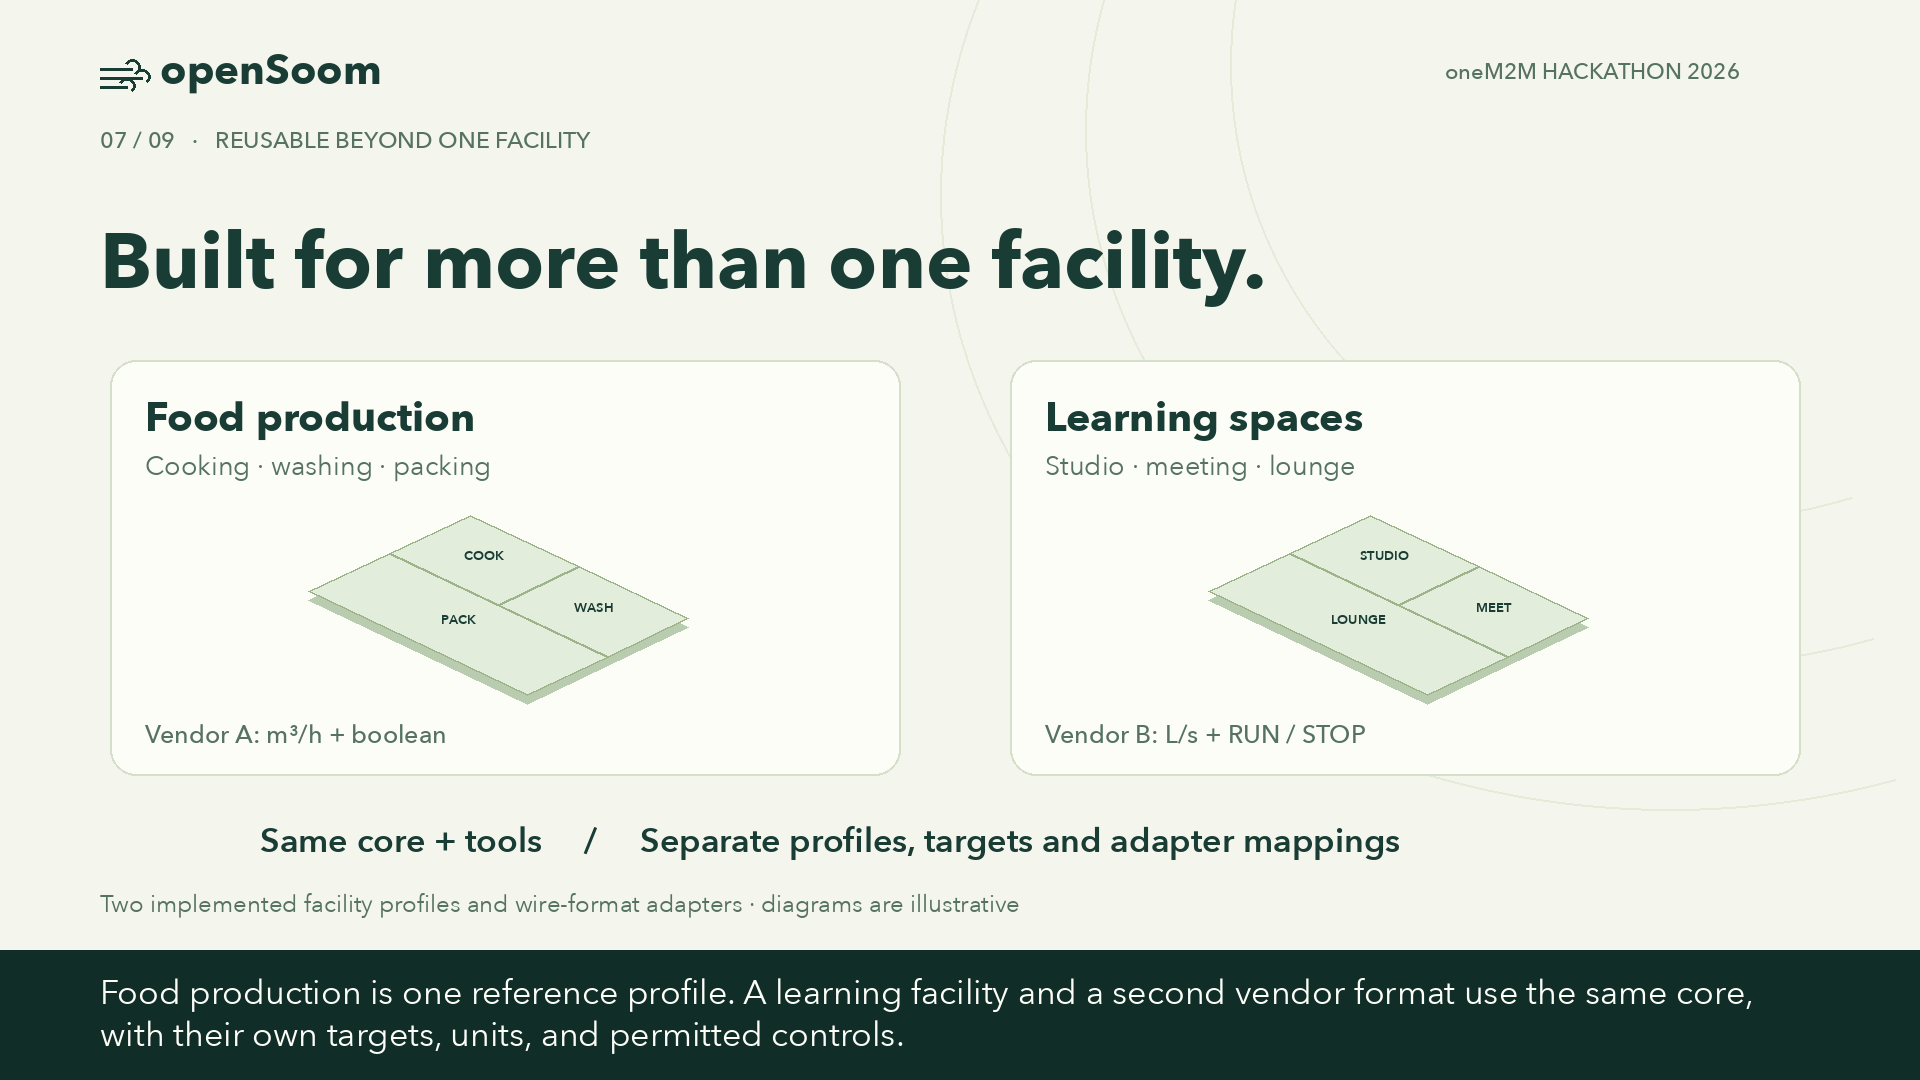 openSoom
oneM2M HACKATHON 2026
07 / 09 · REUSABLE BEYOND ONE FACILITY
Built for more than one facility.
Food production
Cooking · washing · packing
COOK
WASH
PACK
Vendor A: m³/h + boolean
Learning spaces
Studio · meeting · lounge
STUDIO
MEET
LOUNGE
Vendor B: L/s + RUN / STOP
Same core + tools / Separate profiles, targets and adapter mappings
Two implemented facility profiles and wire-format adapters · diagrams are illustrative
Food production is one reference profile. A learning facility and a second vendor format use the same core,
with their own targets, units, and permitted controls.